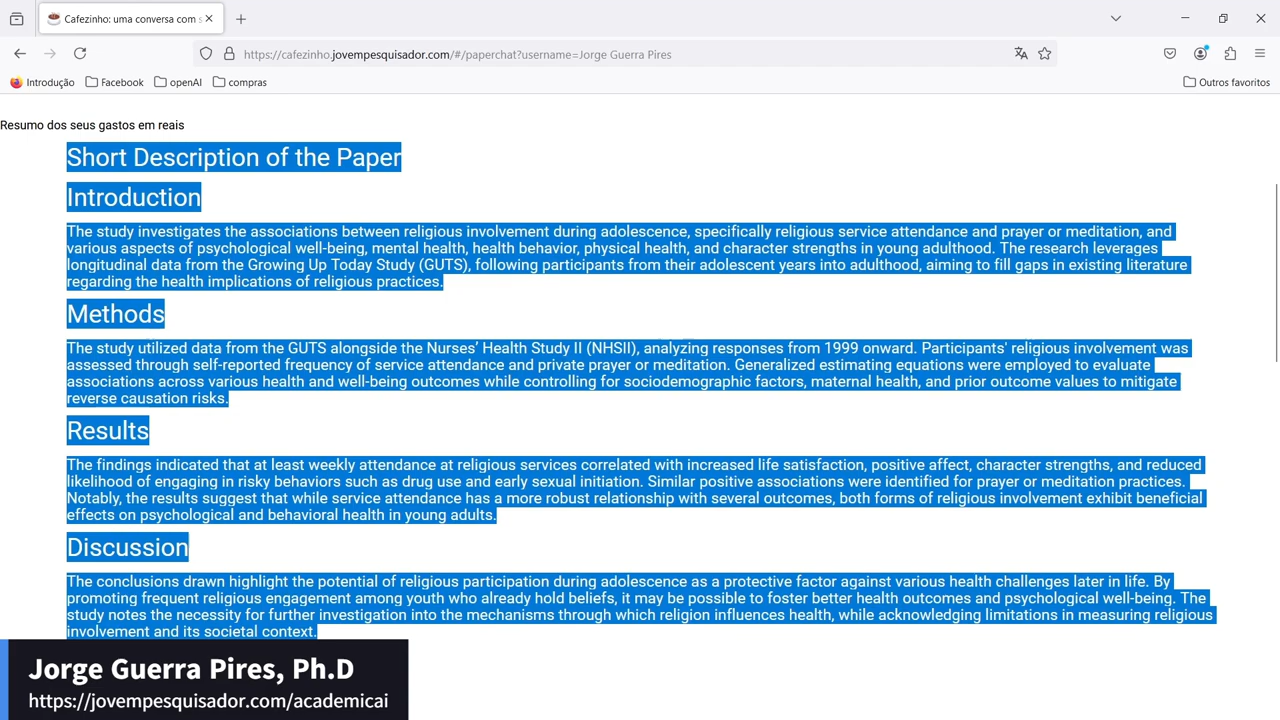 Cafezinho: uma conversa com s
https://cafezinho.jovempesquisador.com/#/paperchat?username=Jorge Guerra Pires
Introdução Facebook openAI compras Outros favoritos
Resumo dos seus gastos em reais
Short Description of the Paper
Introduction
The study investigates the associations between religious involvement during adolescence, specifically religious service attendance and prayer or meditation, and
various aspects of psychological well-being, mental health, health behavior, physical health, and character strengths in young adulthood. The research leverages
longitudinal data from the Growing Up Today Study (GUTS), following participants from their adolescent years into adulthood, aiming to fill gaps in existing literature
regarding the health implications of religious practices.
Methods
The study utilized data from the GUTS alongside the Nurses’ Health Study II (NHSII), analyzing responses from 1999 onward. Participants' religious involvement was
assessed through self-reported frequency of service attendance and private prayer or meditation. Generalized estimating equations were employed to evaluate
associations across various health and well-being outcomes while controlling for sociodemographic factors, maternal health, and prior outcome values to mitigate
reverse causation risks.
Results
The findings indicated that at least weekly attendance at religious services correlated with increased life satisfaction, positive affect, character strengths, and reduced
likelihood of engaging in risky behaviors such as drug use and early sexual initiation. Similar positive associations were identified for prayer or meditation practices.
Notably, the results suggest that while service attendance has a more robust relationship with several outcomes, both forms of religious involvement exhibit beneficial
effects on psychological and behavioral health in young adults.
Discussion
The conclusions drawn highlight the potential of religious participation during adolescence as a protective factor against various health challenges later in life. By
promoting frequent religious engagement among youth who already hold beliefs, it may be possible to foster better health outcomes and psychological well-being. The
study notes the necessity for further investigation into the mechanisms through which religion influences health, while acknowledging limitations in measuring religious
involvement and its societal context.
Jorge Guerra Pires, Ph.D
https://jovempesquisador.com/academicai